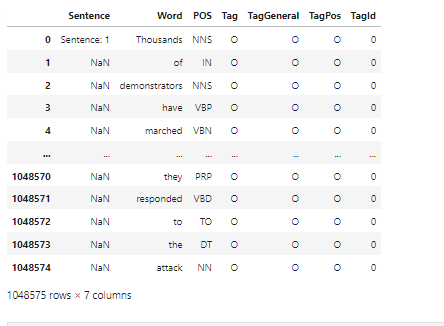 Sentence Word POS Tag TagGeneral TagPos TagId
0 Sentence: 1 Thousands NNS O O O 0
1 NaN of IN O O O 0
2 NaN demonstrators NNS O O O 0
3 NaN have VBP O O O 0
4 NaN marched VBN O O O 0
... ... ... ... ... ... ... ...
1048570 NaN they PRP O O O 0
1048571 NaN responded VBD O O O 0
1048572 NaN to TO O O O 0
1048573 NaN the DT O O O 0
1048574 NaN attack NN O O O 0
1048575 rows × 7 columns